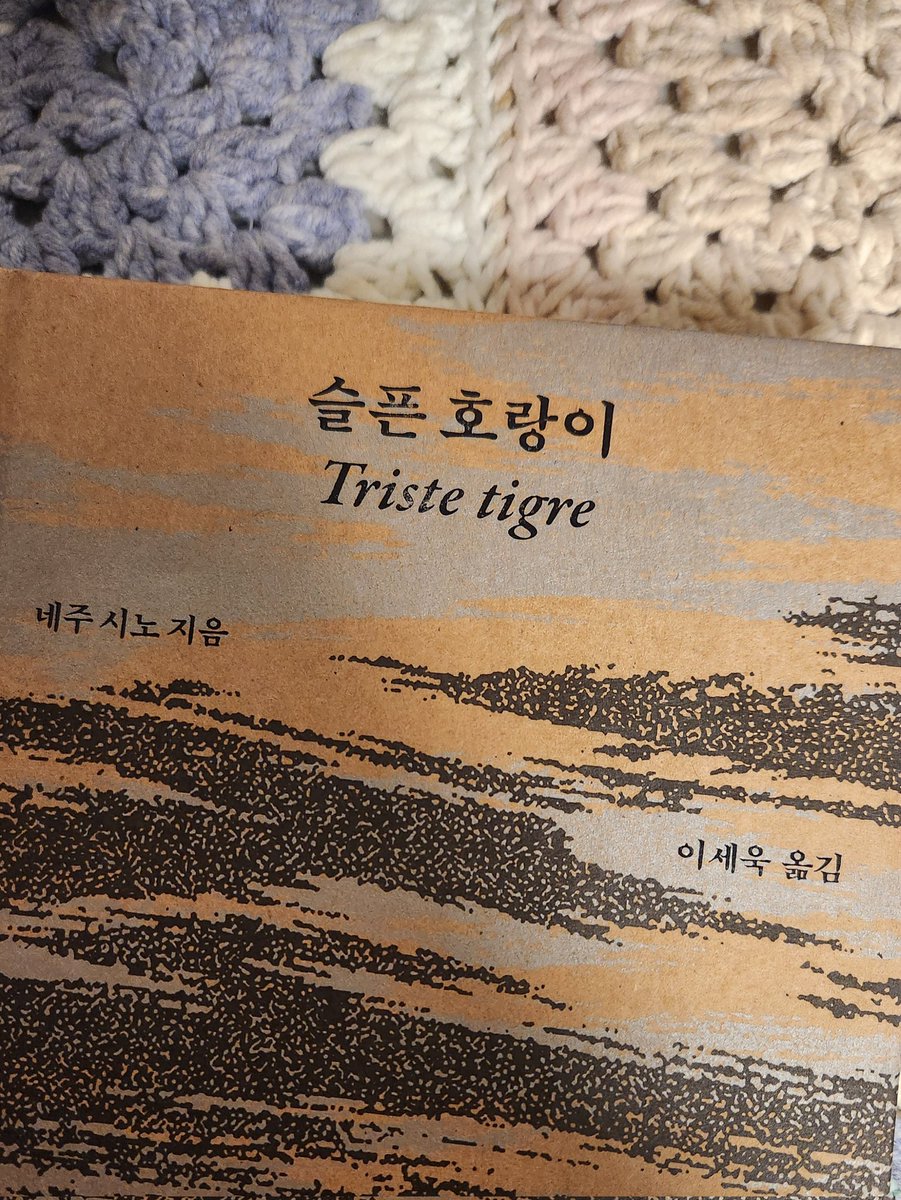 슬픈 호랑이
Triste tigre
네주 시노 지음
이세욱 옮김